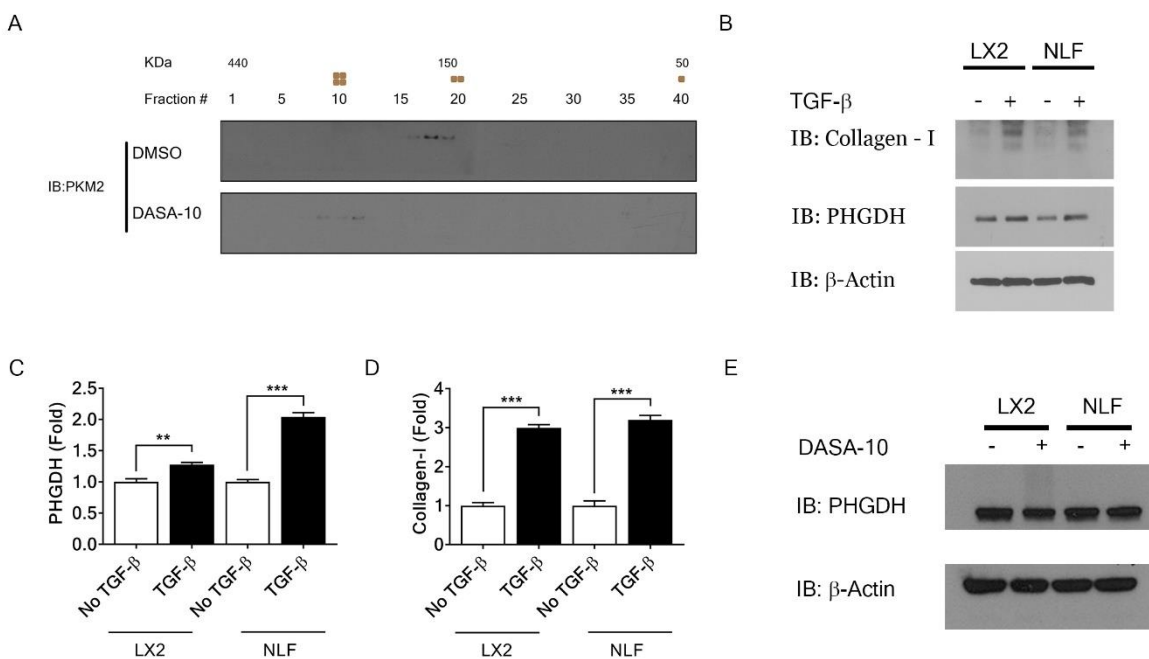 A
KDa 440 150 50
Fraction # 1 5 10 15 20 25 30 35 40
IB:PKM2
DMSO
DASA-10
B
LX2 NLF
TGF-β - + - +
IB: Collagen - I
IB: PHGDH
IB: β-Actin
C
PHGDH (Fold)
2.5
2.0
1.5
1.0
0.5
0.0
** ***
No TGF-β TGF-β No TGF-β TGF-β
LX2 NLF
D
Collagen-I (Fold)
4
3
1
0
*** ***
No TGF-β TGF-β No TGF-β TGF-β
LX2 NLF
E
LX2 NLF
DASA-10 - + - +
IB: PHGDH
IB: β-Actin